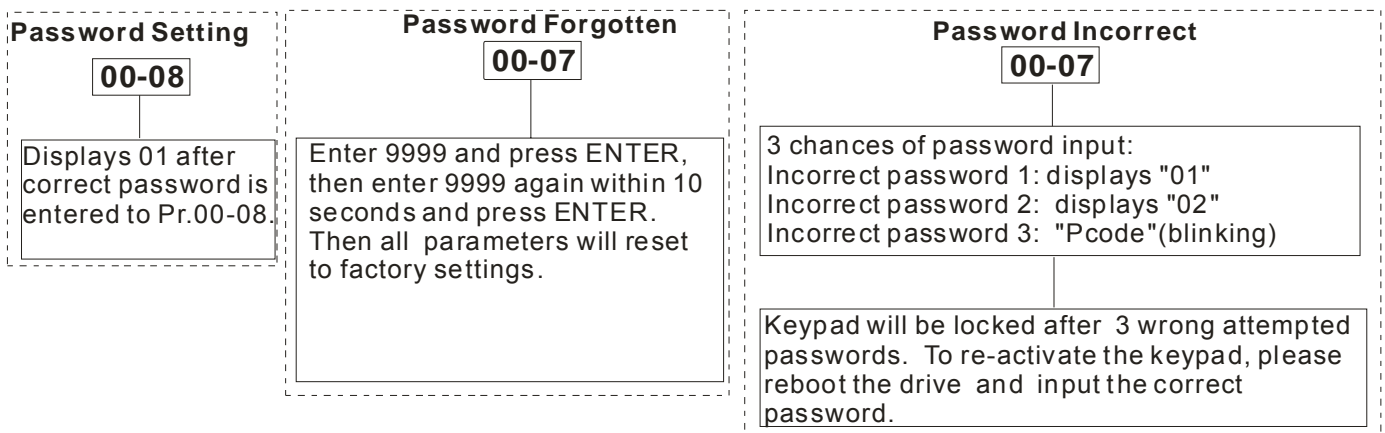 Password Setting
00-08
Displays 01 after
correct password is
entered to Pr.00-08.
Password Forgotten
00-07
Enter 9999 and press ENTER,
then enter 9999 again within 10
seconds and press ENTER.
Then all parameters will reset
to factory settings.
Password Incorrect
00-07
3 chances of password input:
Incorrect password 1: displays "01"
Incorrect password 2: displays "02"
Incorrect password 3: "Pcode"(blinking)
Keypad will be locked after 3 wrong attempted
passwords. To re-activate the keypad, please
reboot the drive and input the correct
password.